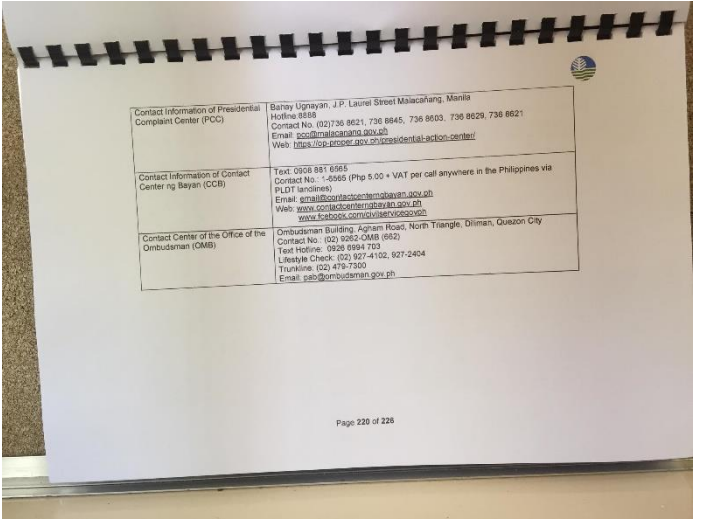 Contact Information of Presidential
Complaint Center (PCC)
Bahay Ugnayan, J.P. Laurel Street Malacañang, Manila
Hotline:8888
Contact No. (02)736 8621, 736 8645, 736 8603, 736 8629, 736 8621
Email: pcc@malacanang.gov.ph
Web: https://op-proper.gov.ph/presidential-action-center/
Contact Information of Contact
Center ng Bayan (CCB)
Text: 0908 881 6565
Contact No.: 1-6565 (Php 5.00 + VAT per call anywhere in the Philippines via
PLDT landlines)
Email: email@contactcenterngbayan.gov.ph
Web: www.contactcenterngbayan.gov.ph
www.fcebook.com/civilservicegovph
Contact Center of the Office of the
Ombudsman (OMB)
Ombudsman Building, Agham Road, North Triangle, Diliman, Quezon City
Contact No.: (02) 9262-OMB (662)
Text Hotline: 0926 6994 703
Lifestyle Check: (02) 927-4102, 927-2404
Trunkline: (02) 479-7300
Email: pab@ombudsman.gov.ph
Page 220 of 226